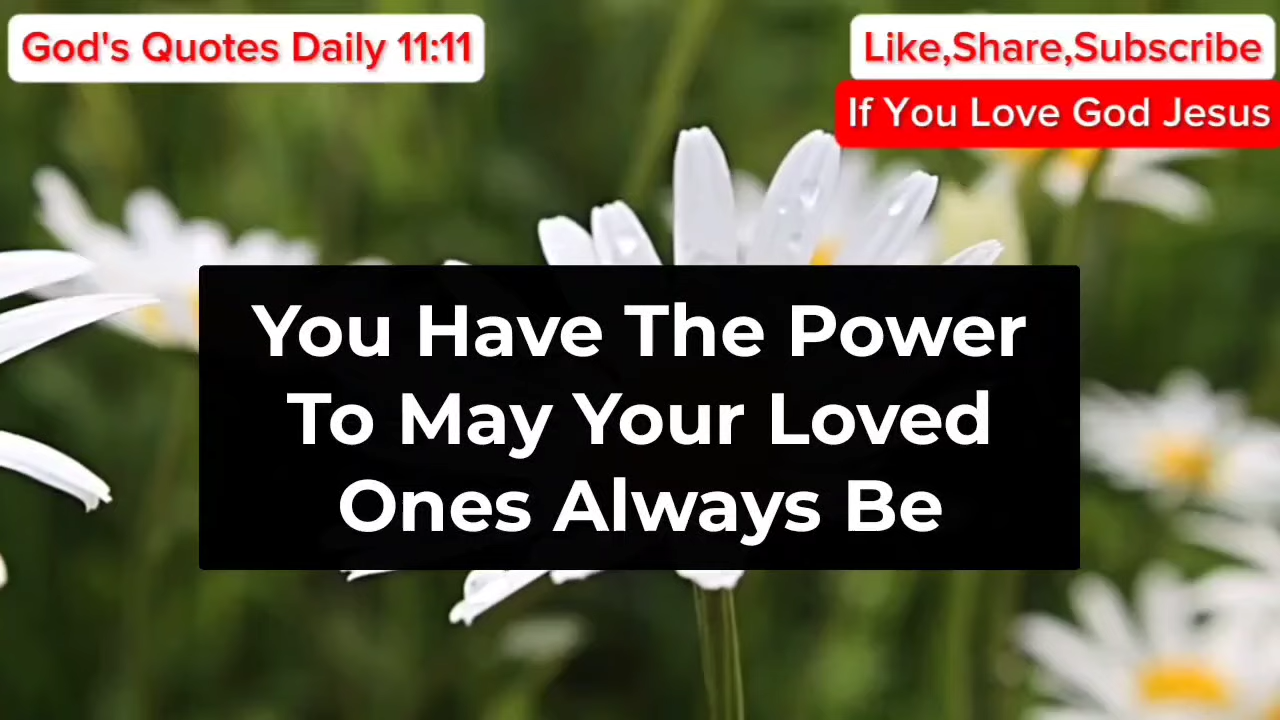 God's Quotes Daily 11:11
Like,Share,Subscribe
If You Love God Jesus
You Have The Power
To May Your Loved
Ones Always Be